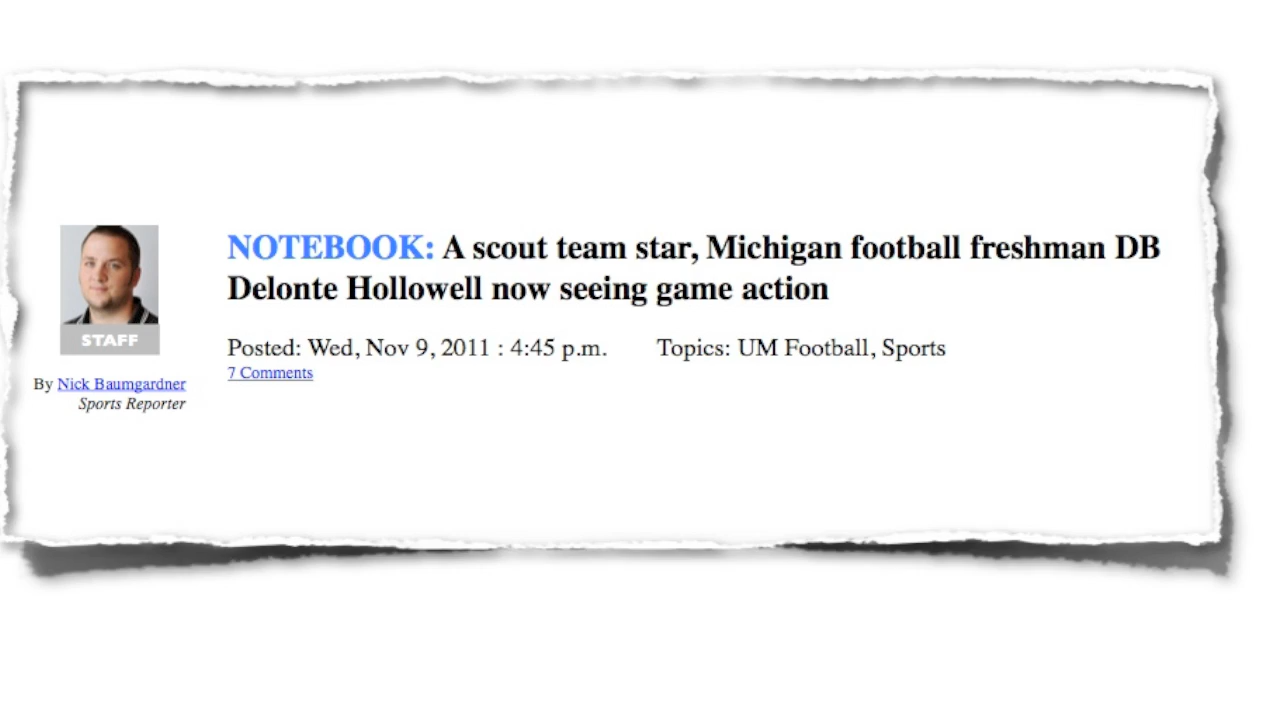 NOTEBOOK: A scout team star, Michigan football freshman DB
Delonte Hollowell now seeing game action
STAFF
Posted: Wed, Nov 9, 2011 : 4:45 p.m. Topics: UM Football, Sports
7 Comments
By Nick Baumgardner
Sports Reporter